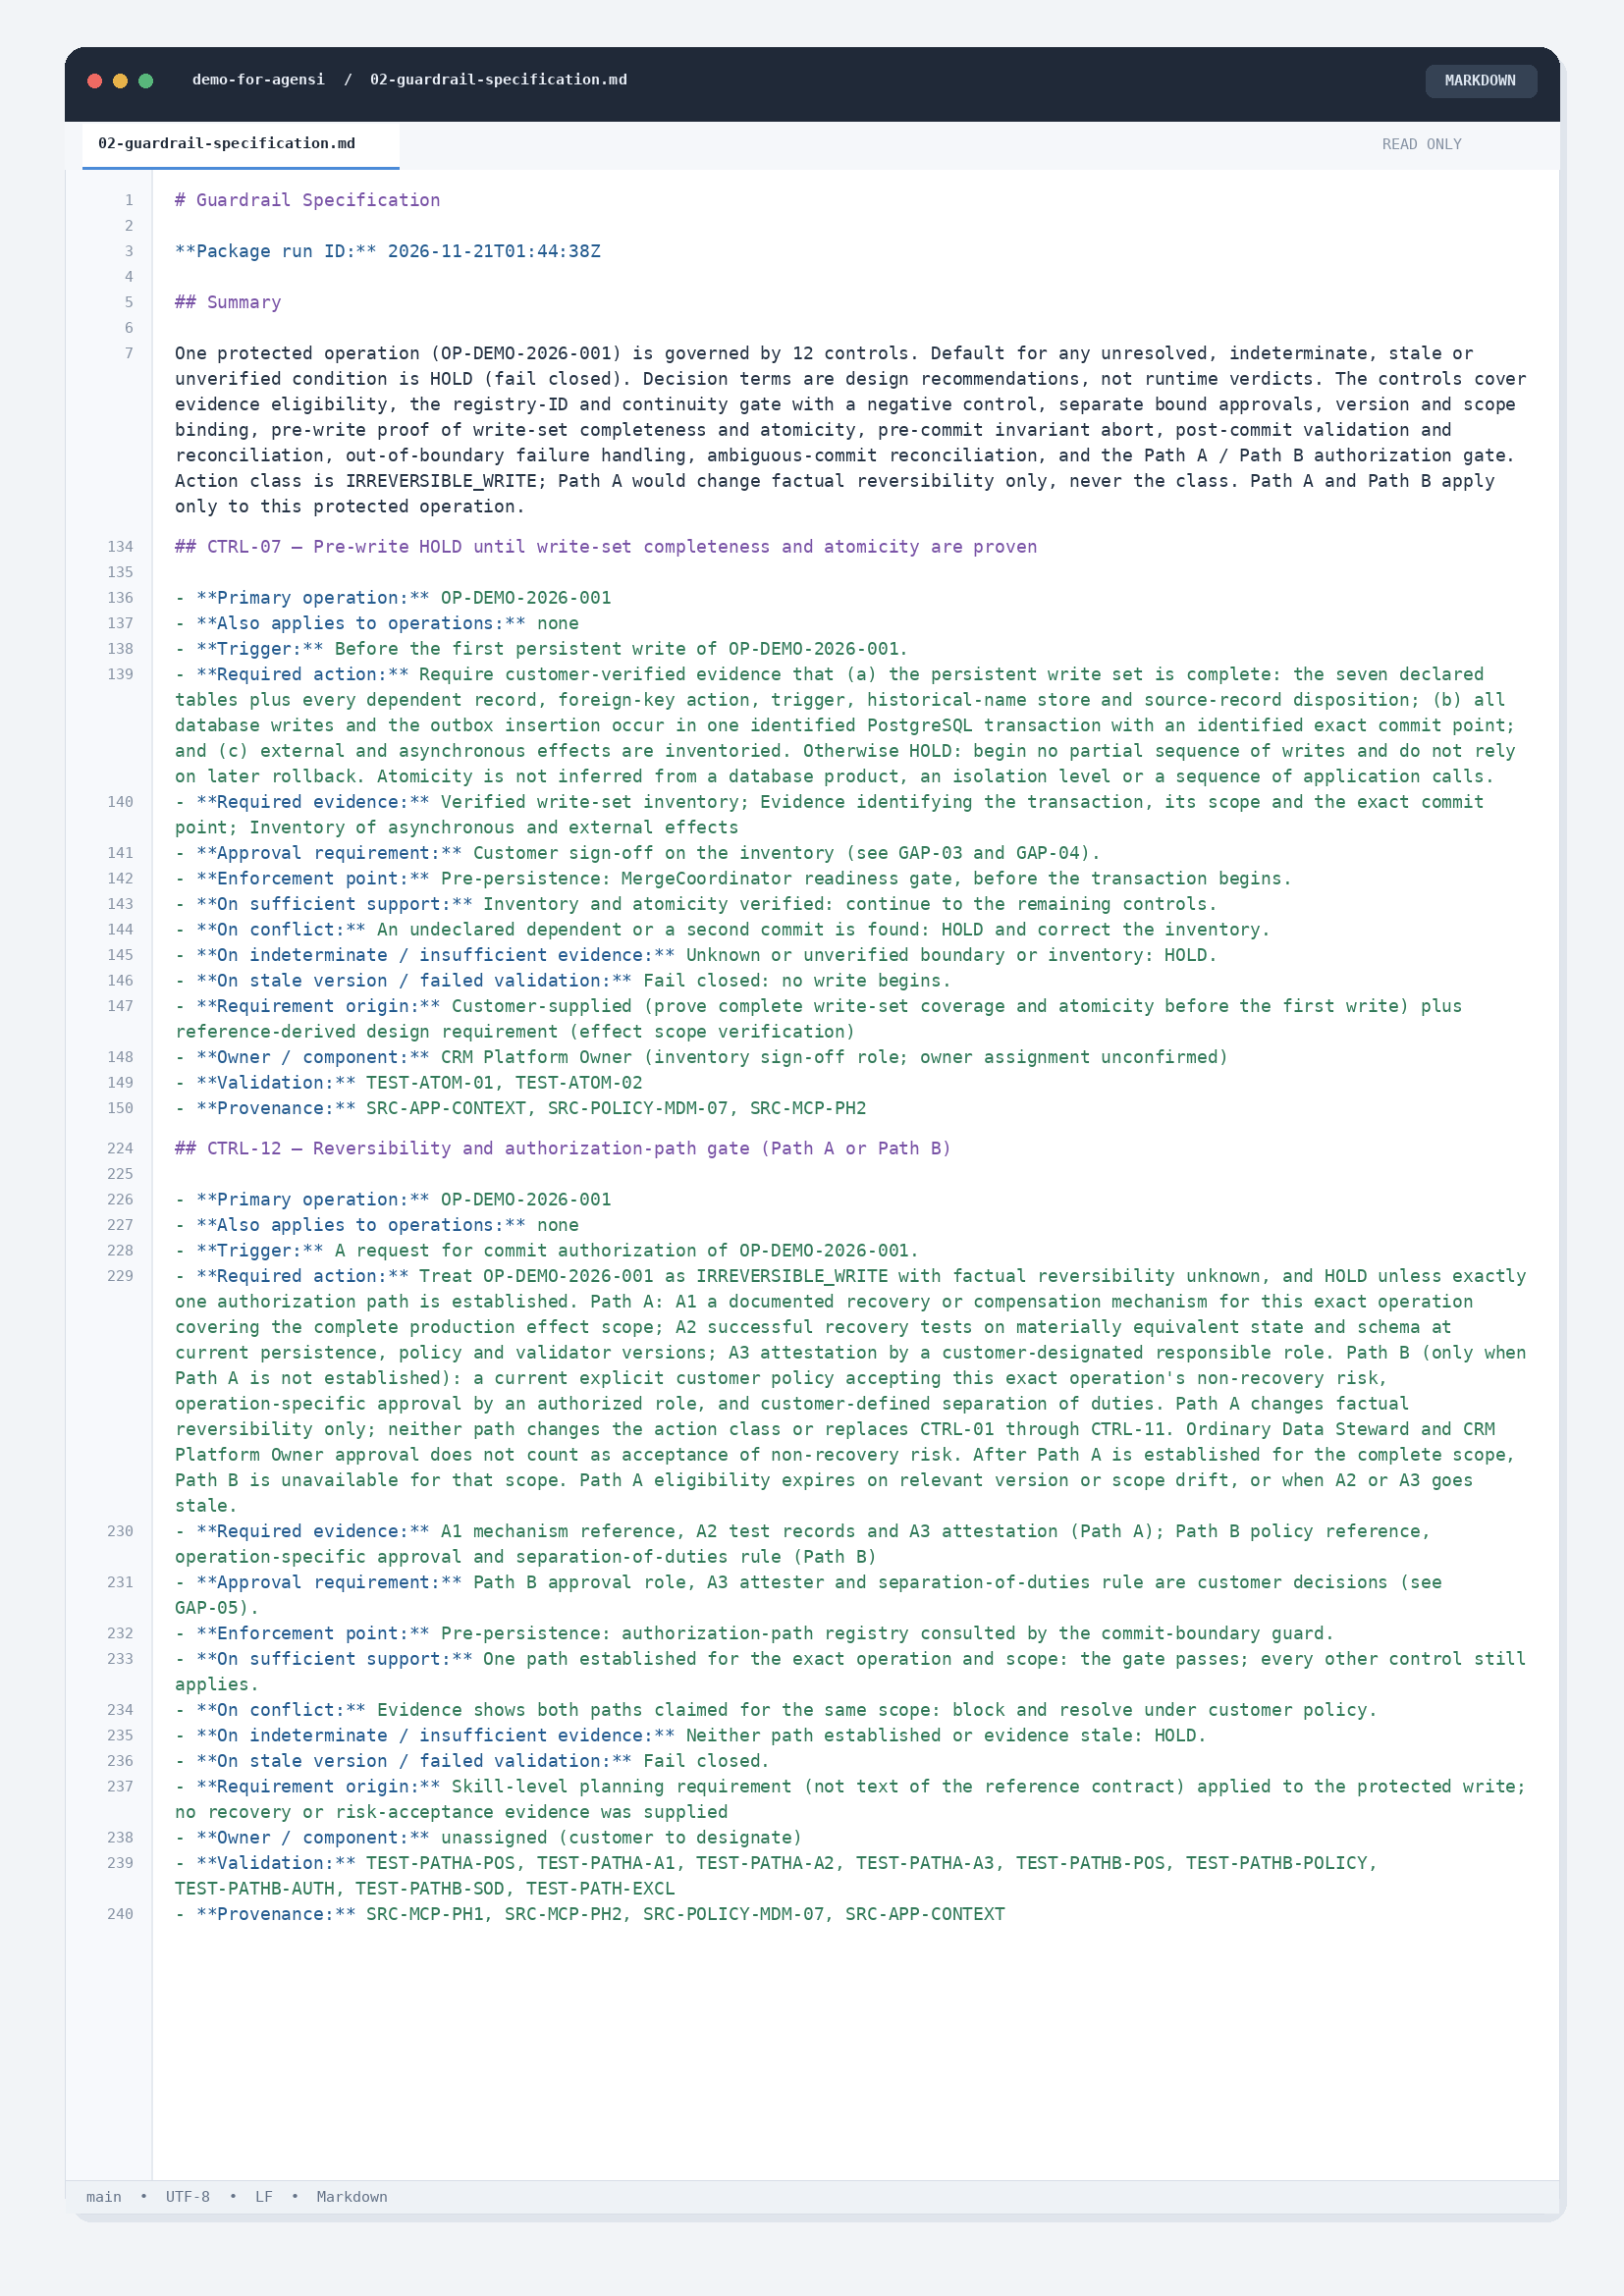 demo-for-agensi / 02-guardrail-specification.md
MARKDOWN
02-guardrail-specification.md
READ ONLY
1 # Guardrail Specification
2
3 **Package run ID:** 2026-11-21T01:44:38Z
4
5 ## Summary
6
7 One protected operation (OP-DEMO-2026-001) is governed by 12 controls. Default for any unresolved, indeterminate, stale or
unverified condition is HOLD (fail closed). Decision terms are design recommendations, not runtime verdicts. The controls cover
evidence eligibility, the registry-ID and continuity gate with a negative control, separate bound approvals, version and scope
binding, pre-write proof of write-set completeness and atomicity, pre-commit invariant abort, post-commit validation and
reconciliation, out-of-boundary failure handling, ambiguous-commit reconciliation, and the Path A / Path B authorization gate.
Action class is IRREVERSIBLE_WRITE; Path A would change factual reversibility only, never the class. Path A and Path B apply
only to this protected operation.
134 ## CTRL-07 — Pre-write HOLD until write-set completeness and atomicity are proven
135
136 - **Primary operation:** OP-DEMO-2026-001
137 - **Also applies to operations:** none
138 - **Trigger:** Before the first persistent write of OP-DEMO-2026-001.
139 - **Required action:** Require customer-verified evidence that (a) the persistent write set is complete: the seven declared
tables plus every dependent record, foreign-key action, trigger, historical-name store and source-record disposition; (b) all
database writes and the outbox insertion occur in one identified PostgreSQL transaction with an identified exact commit point;
and (c) external and asynchronous effects are inventoried. Otherwise HOLD: begin no partial sequence of writes and do not rely
on later rollback. Atomicity is not inferred from a database product, an isolation level or a sequence of application calls.
140 - **Required evidence:** Verified write-set inventory; Evidence identifying the transaction, its scope and the exact commit
point; Inventory of asynchronous and external effects
141 - **Approval requirement:** Customer sign-off on the inventory (see GAP-03 and GAP-04).
142 - **Enforcement point:** Pre-persistence: MergeCoordinator readiness gate, before the transaction begins.
143 - **On sufficient support:** Inventory and atomicity verified: continue to the remaining controls.
144 - **On conflict:** An undeclared dependent or a second commit is found: HOLD and correct the inventory.
145 - **On indeterminate / insufficient evidence:** Unknown or unverified boundary or inventory: HOLD.
146 - **On stale version / failed validation:** Fail closed: no write begins.
147 - **Requirement origin:** Customer-supplied (prove complete write-set coverage and atomicity before the first write) plus
reference-derived design requirement (effect scope verification)
148 - **Owner / component:** CRM Platform Owner (inventory sign-off role; owner assignment unconfirmed)
149 - **Validation:** TEST-ATOM-01, TEST-ATOM-02
150 - **Provenance:** SRC-APP-CONTEXT, SRC-POLICY-MDM-07, SRC-MCP-PH2
224 ## CTRL-12 — Reversibility and authorization-path gate (Path A or Path B)
225
226 - **Primary operation:** OP-DEMO-2026-001
227 - **Also applies to operations:** none
228 - **Trigger:** A request for commit authorization of OP-DEMO-2026-001.
229 - **Required action:** Treat OP-DEMO-2026-001 as IRREVERSIBLE_WRITE with factual reversibility unknown, and HOLD unless exactly
one authorization path is established. Path A: A1 a documented recovery or compensation mechanism for this exact operation
covering the complete production effect scope; A2 successful recovery tests on materially equivalent state and schema at
current persistence, policy and validator versions; A3 attestation by a customer-designated responsible role. Path B (only when
Path A is not established): a current explicit customer policy accepting this exact operation's non-recovery risk,
operation-specific approval by an authorized role, and customer-defined separation of duties. Path A changes factual
reversibility only; neither path changes the action class or replaces CTRL-01 through CTRL-11. Ordinary Data Steward and CRM
Platform Owner approval does not count as acceptance of non-recovery risk. After Path A is established for the complete scope,
Path B is unavailable for that scope. Path A eligibility expires on relevant version or scope drift, or when A2 or A3 goes
stale.
230 - **Required evidence:** A1 mechanism reference, A2 test records and A3 attestation (Path A); Path B policy reference,
operation-specific approval and separation-of-duties rule (Path B)
231 - **Approval requirement:** Path B approval role, A3 attester and separation-of-duties rule are customer decisions (see
GAP-05).
232 - **Enforcement point:** Pre-persistence: authorization-path registry consulted by the commit-boundary guard.
233 - **On sufficient support:** One path established for the exact operation and scope: the gate passes; every other control still
applies.
234 - **On conflict:** Evidence shows both paths claimed for the same scope: block and resolve under customer policy.
235 - **On indeterminate / insufficient evidence:** Neither path established or evidence stale: HOLD.
236 - **On stale version / failed validation:** Fail closed.
237 - **Requirement origin:** Skill-level planning requirement (not text of the reference contract) applied to the protected write;
no recovery or risk-acceptance evidence was supplied
238 - **Owner / component:** unassigned (customer to designate)
239 - **Validation:** TEST-PATHA-POS, TEST-PATHA-A1, TEST-PATHA-A2, TEST-PATHA-A3, TEST-PATHB-POS, TEST-PATHB-POLICY,
TEST-PATHB-AUTH, TEST-PATHB-SOD, TEST-PATH-EXCL
240 - **Provenance:** SRC-MCP-PH1, SRC-MCP-PH2, SRC-POLICY-MDM-07, SRC-APP-CONTEXT
main • UTF-8 • LF • Markdown